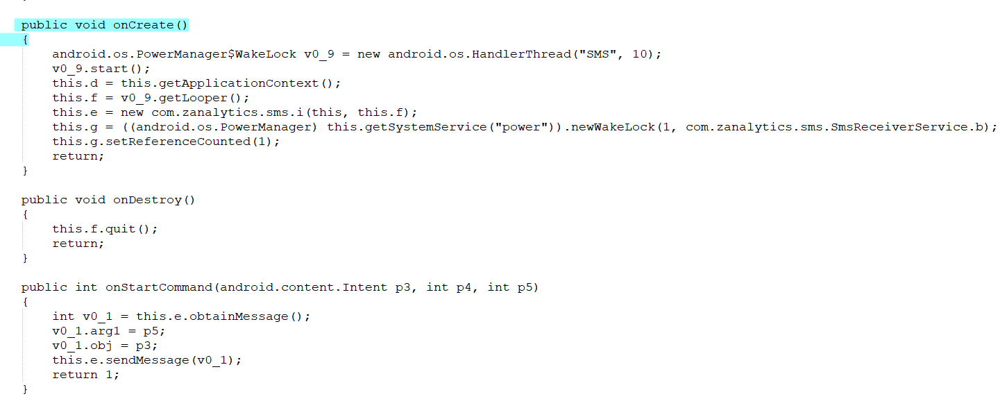 public void onCreate()
{
android.os.PowerManager$WakeLock v0_9 = new android.os.HandlerThread("SMS", 10);
v0_9.start();
this.d = this.getApplicationContext();
this.f = v0_9.getLooper();
this.e = new com.zanalytics.sms.i(this, this.f);
this.g = ((android.os.PowerManager) this.getSystemService("power")).newWakeLock(1, com.zanalytics.sms.SmsReceiverService.b);
this.g.setReferenceCounted(1);
return;
}
public void onDestroy()
{
this.f.quit();
return;
}
public int onStartCommand(android.content.Intent p3, int p4, int p5)
{
int v0_1 = this.e.obtainMessage();
v0_1.arg1 = p5;
v0_1.obj = p3;
this.e.sendMessage(v0_1);
return 1;
}